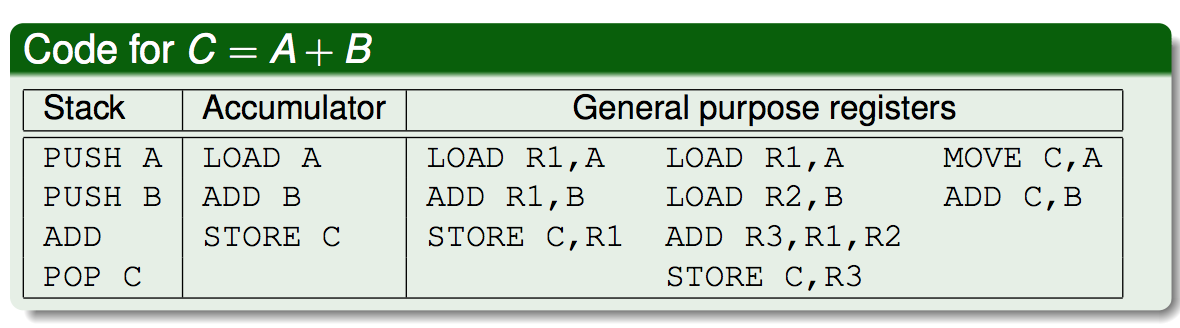 Code for C = A + B
Stack Accumulator General purpose registers
PUSH A LOAD A LOAD R1,A LOAD R1,A MOVE C,A
PUSH B ADD B ADD R1,B LOAD R2,B ADD C,B
ADD STORE C STORE C,R1 ADD R3,R1,R2
POP C STORE C,R3